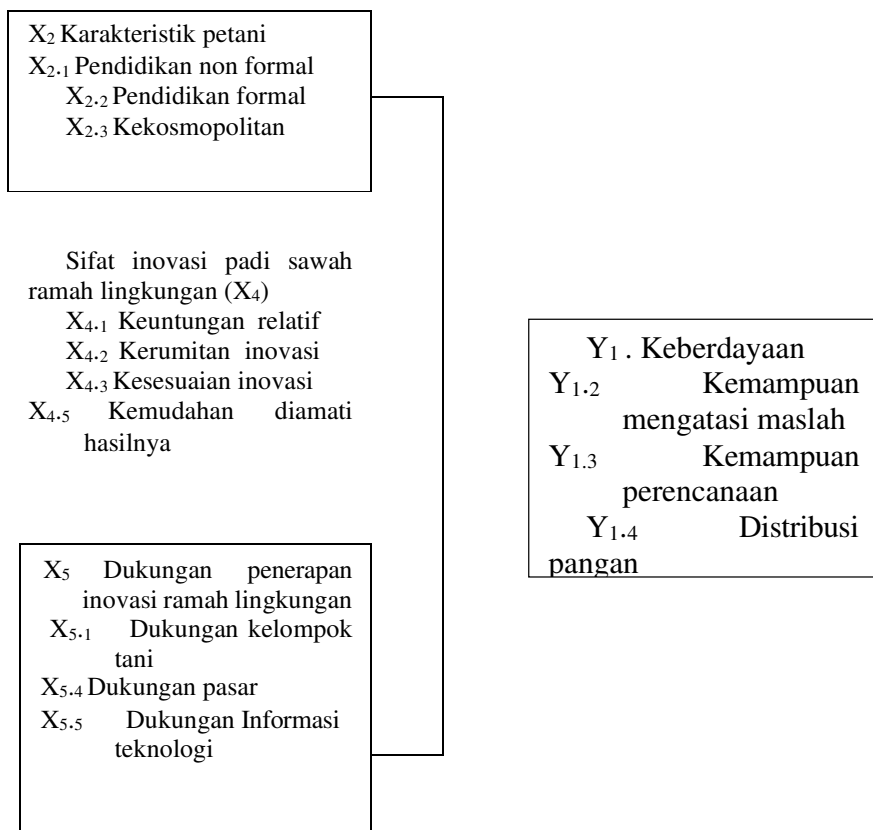 X₂ Karakteristik petani
X₂.₁ Pendidikan non formal
X₂.₂ Pendidikan formal
X₂.₃ Kekosmopolitan
Sifat inovasi padi sawah
ramah lingkungan (X₄)
X₄.₁ Keuntungan relatif
X₄.₂ Kerumitan inovasi
X₄.₃ Kesesuaian inovasi
X₄.₅ Kemudahan diamati
hasilnya
X₅ Dukungan penerapan
inovasi ramah lingkungan
X₅.₁ Dukungan kelompok
tani
X₅.₄ Dukungan pasar
X₅.₅ Dukungan Informasi
teknologi
Y₁ . Keberdayaan
Y₁.₂ Kemampuan
mengatasi maslah
Y₁.₃ Kemampuan
perencanaan
Y₁.₄ Distribusi
pangan